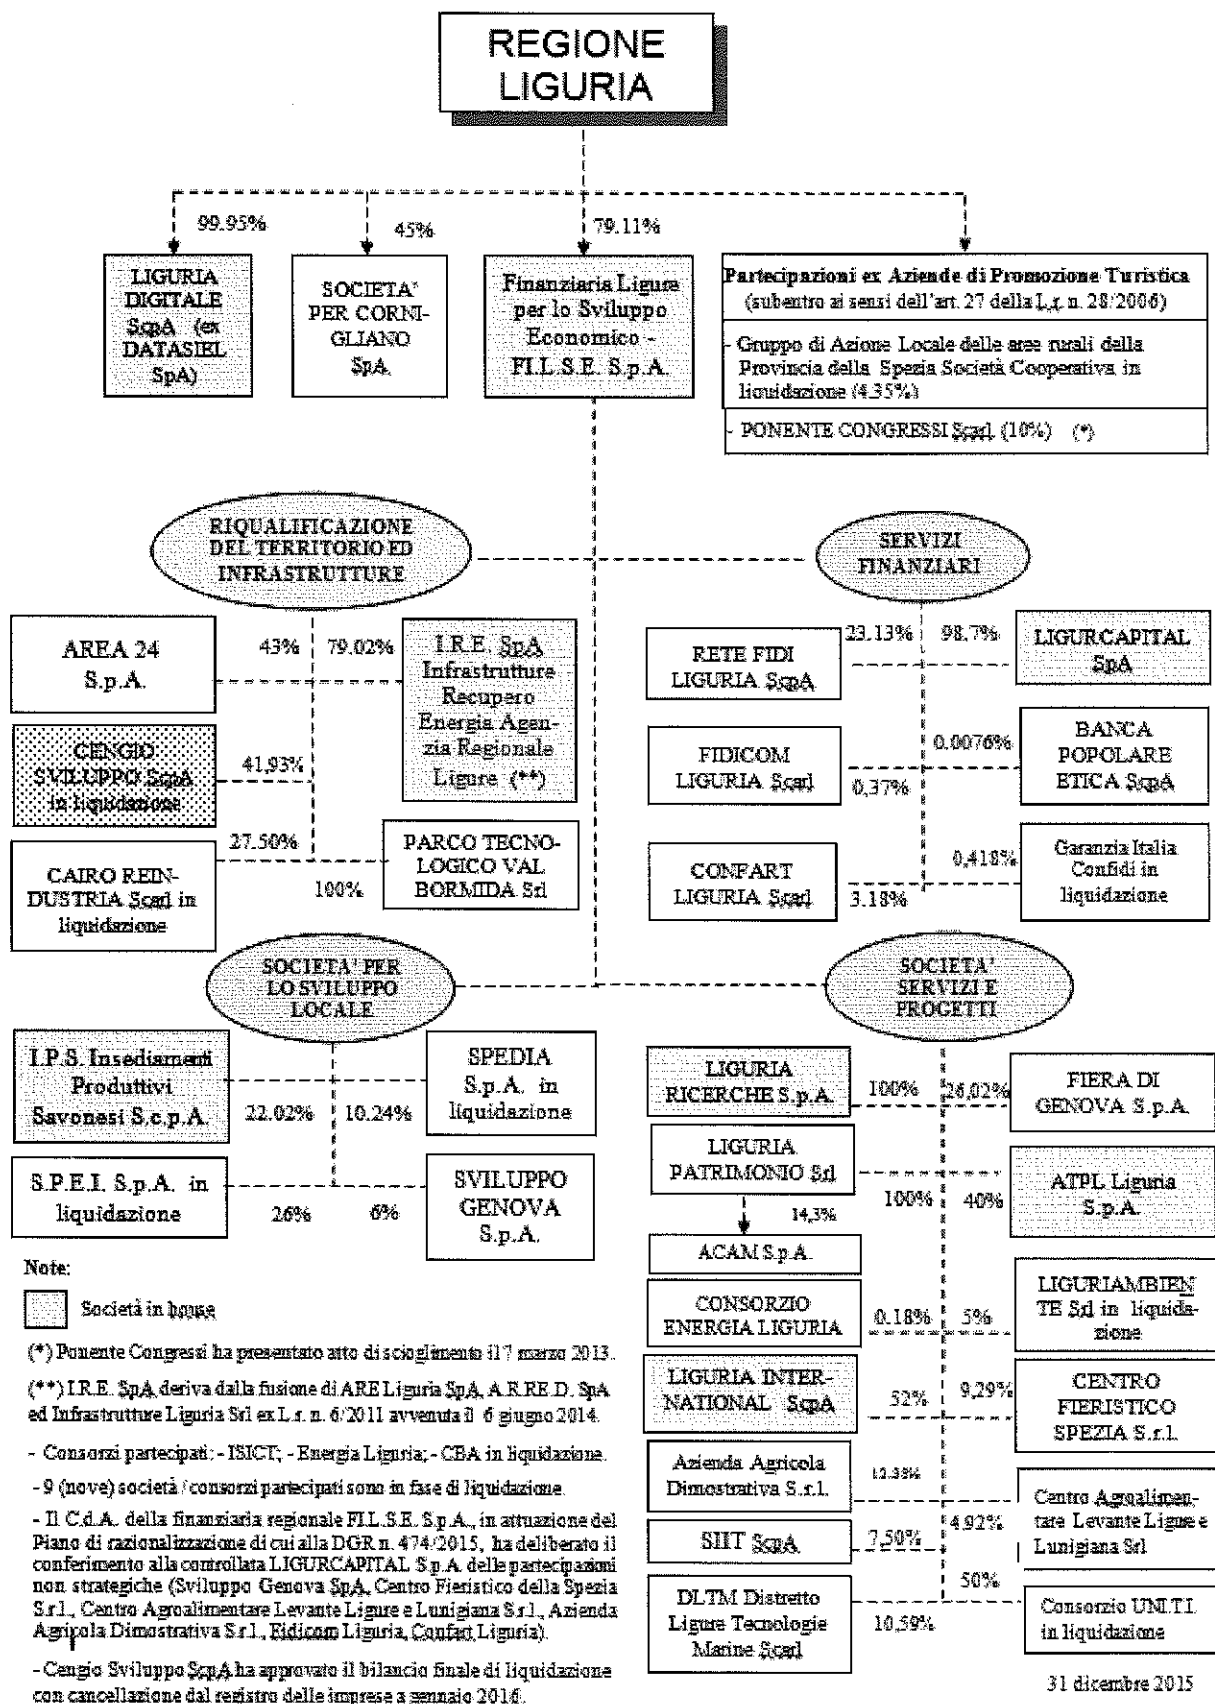 REGIONE
LIGURIA
99.95%
45%
79.11%
LIGURIA
DIGITALE
ScpA (ex
DATASIEL
SpA)
SOCIETA'
PER CORNI-
GLIANO
SpA
Finanziaria Ligure
per lo Sviluppo
Economico -
FI.L.S.E. S.p.A.
Partecipazioni ex Aziende di Promozione Turistica
(subentro ai sensi dell'art. 27 della L.r. n. 28/2006)
- Gruppo di Azione Locale delle aree rurali della
Provincia della Spezia Società Cooperativa in
liquidazione (4.35%)
- PONENTE CONGRESSI Scarl (10%) (*)
RIQUALIFICAZIONE
DEL TERRITORIO ED
INFRASTRUTTURE
SERVIZI
FINANZIARI
AREA 24
S.p.A.
43%
79.02%
I.R.E. SpA
Infrastrutture
Recupero
Energia Agen-
zia Regionale
Ligure (**)
CENGIO
SVILUPPO ScpA
in liquidazione
41,93%
27.50%
CAIRO REIN-
DUSTRIA Scarl in
liquidazione
100%
PARCO TECNO-
LOGICO VAL
BORMIDA Srl
RETE FIDI
LIGURIA ScpA
23.13%
98.7%
LIGURCAPITAL
SpA
FIDICOM
LIGURIA Scarl
0.0076%
0,37%
BANCA
POPOLARE
ETICA ScpA
CONFART
LIGURIA Scarl
0,418%
3.18%
Garanzia Italia
Confidi in
liquidazione
SOCIETA' PER
LO SVILUPPO
LOCALE
SOCIETA'
SERVIZI E
PROGETTI
I.P.S. Insediamenti
Produttivi
Savonesi S.c.p.A.
22.02%
10.24%
SPEDIA
S.p.A. in
liquidazione
S.P.E.I. S.p.A. in
liquidazione
26%
6%
SVILUPPO
GENOVA
S.p.A.
LIGURIA
RICERCHE S.p.A.
100%
26,02%
FIERA DI
GENOVA S.p.A.
LIGURIA
PATRIMONIO Srl
100%
40%
ATPL Liguria
S.p.A.
14,3%
ACAM S.p.A.
CONSORZIO
ENERGIA LIGURIA
0.18%
5%
LIGURIAMBIEN
TE Srl in liquida-
zione
LIGURIA INTER-
NATIONAL ScpA
52%
9,29%
CENTRO
FIERISTICO
SPEZIA S.r.l.
Azienda Agricola
Dimostrativa S.r.l.
4.92%
Centro Agroalimen-
tare Levante Ligure e
Lunigiana Srl
SIIT ScpA
7,50%
DLTM Distretto
Ligure Tecnologie
Marine Scarl
10,59%
50%
Consorzio UNI.T.I.
in liquidazione
Note:
Società in house
(*) Ponente Congressi ha presentato atto di scioglimento il 7 marzo 2013.
(**) I.R.E. SpA deriva dalla fusione di ARE Liguria SpA, A.R.RE.D. SpA
ed Infrastrutture Liguria Srl ex L.r. n. 6/2011 avvenuta il 6 giugno 2014.
- Consorzi partecipati: - ISICT; - Energia Liguria; - CBA in liquidazione.
- 9 (nove) società / consorzi partecipati sono in fase di liquidazione.
- Il C.d.A. della finanziaria regionale FI.L.S.E. S.p.A., in attuazione del
Piano di razionalizzazione di cui alla DGR n. 474/2015, ha deliberato il
conferimento alla controllata LIGURCAPITAL S.p.A. delle partecipazioni
non strategiche (Sviluppo Genova SpA, Centro Fieristico della Spezia
S.r.l., Centro Agroalimentare Levante Ligure e Lunigiana S.r.l., Azienda
Agricola Dimostrativa S.r.l., Fidicom Liguria, Confart Liguria).
- Cengio Sviluppo ScpA ha approvato il bilancio finale di liquidazione
con cancellazione dal registro delle imprese a gennaio 2016.
31 dicembre 2015